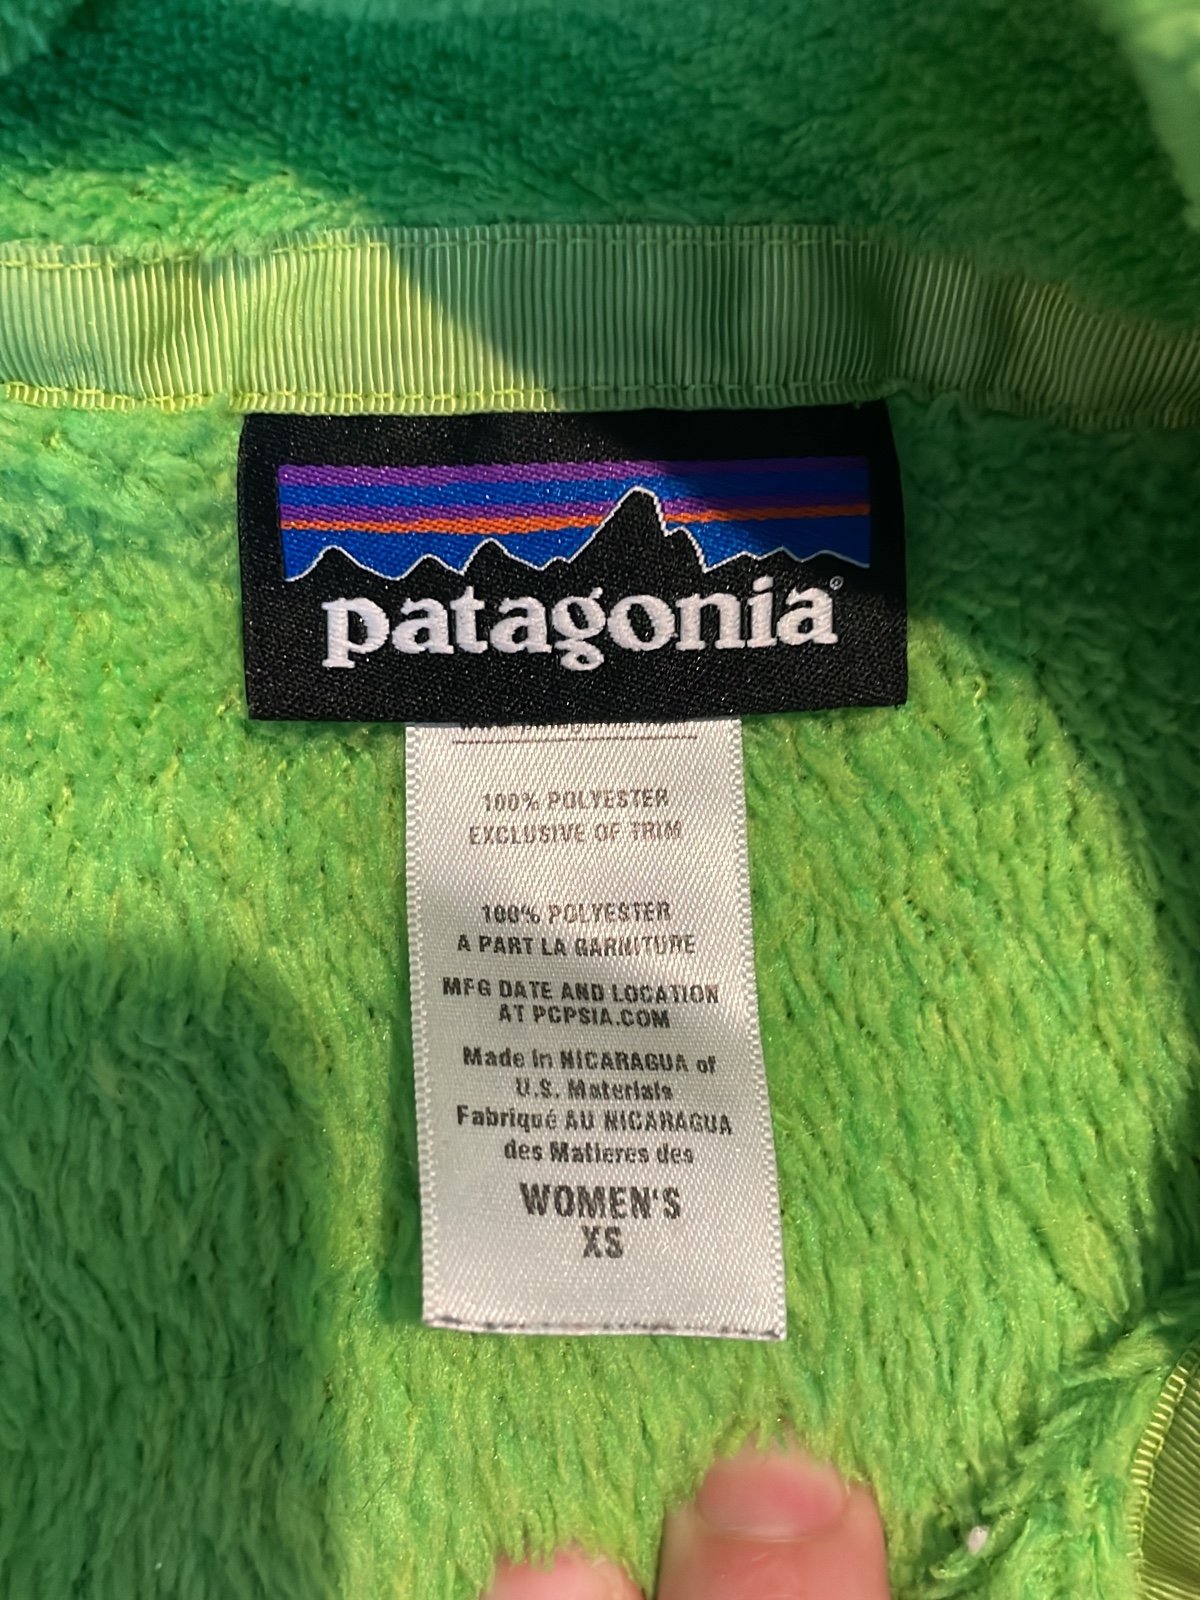 patagonia®
100% POLYESTER
EXCLUSIVE OF TRIM
100% POLYESTER
A PART LA GARNITURE
MFG DATE AND LOCATION
AT PCPSIA.COM
Made in NICARAGUA of
U.S. Materials
Fabriqué AU NICARAGUA
des Matieres des
WOMEN'S
XS